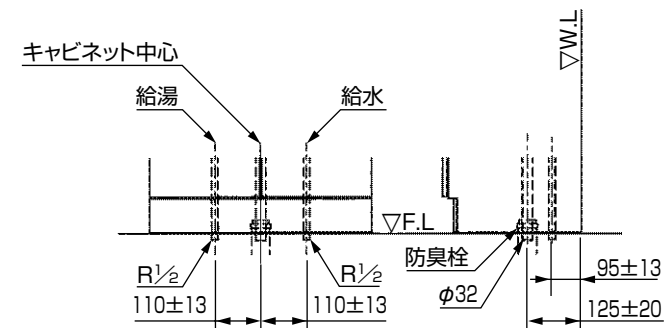 キャビネット中心
給湯
給水
▽W.L
▽F.L
防臭栓
R1/2
R1/2
φ32
95±13
110±13
110±13
125±20